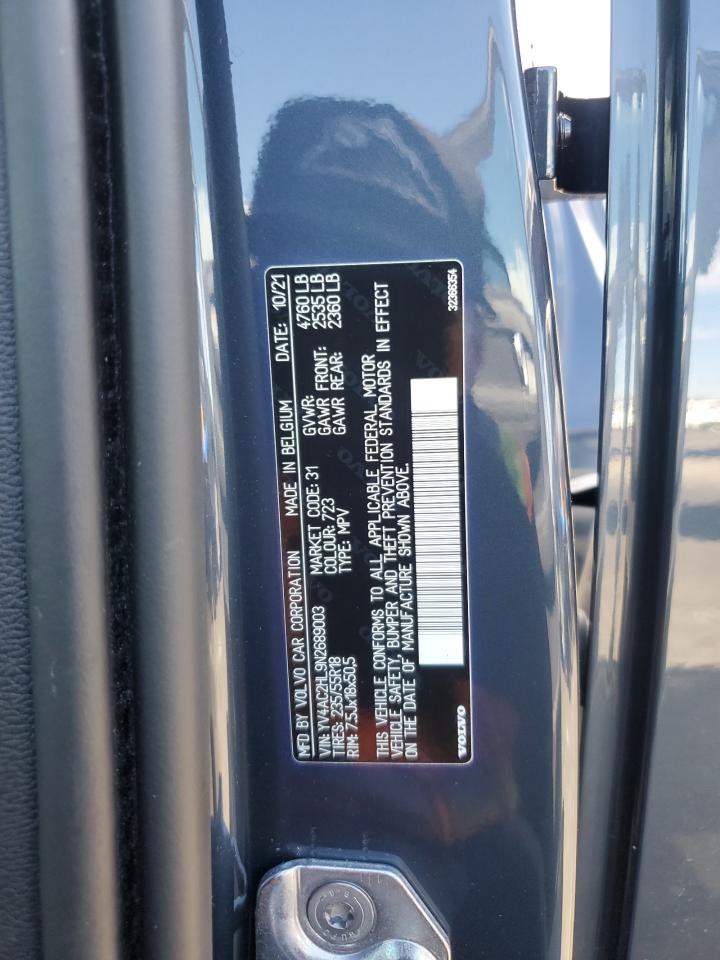 MFD BY VOLVO CAR CORPORATION MADE IN BELGIUM DATE: 10/21
VIN: YV4AC2HL9N2689003
TIRES: 235/55R18
RIM: 7.5Jx18x50,5
MARKET CODE: 31
COLOUR: 723
TYPE: MPV
GVWR: 4760 LB
GAWR FRONT: 2535 LB
GAWR REAR: 2360 LB
THIS VEHICLE CONFORMS TO ALL APPLICABLE FEDERAL MOTOR
VEHICLE SAFETY, BUMPER AND THEFT PREVENTION STANDARDS IN EFFECT
ON THE DATE OF MANUFACTURE SHOWN ABOVE.
VOLVO
32366354